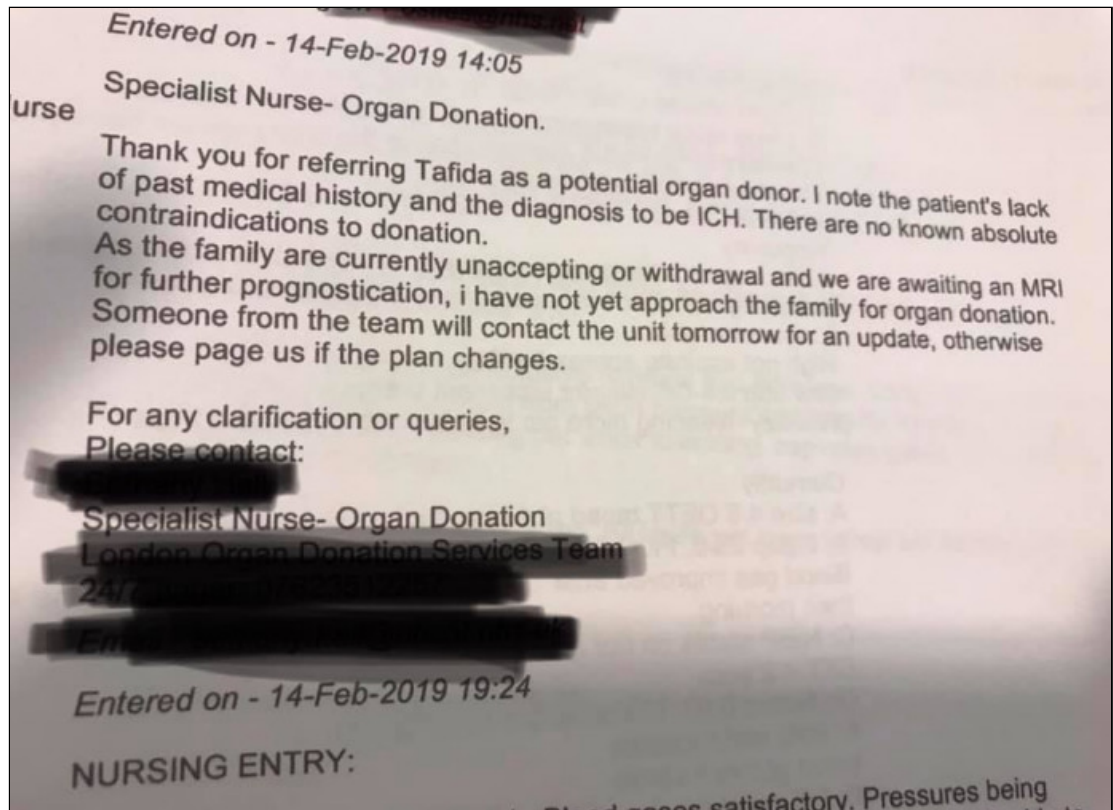 Entered on - 14-Feb-2019 14:05
Specialist Nurse- Organ Donation.
urse
Thank you for referring Tafida as a potential organ donor. I note the patient's lack
of past medical history and the diagnosis to be ICH. There are no known absolute
contraindications to donation.
As the family are currently unaccepting or withdrawal and we are awaiting an MRI
for further prognostication, i have not yet approach the family for organ donation.
Someone from the team will contact the unit tomorrow for an update, otherwise
please page us if the plan changes.
For any clarification or queries,
Please contact:
Specialist Nurse- Organ Donation
London Organ Donation Services Team
24/7
Entered on - 14-Feb-2019 19:24
NURSING ENTRY:
satisfactory. Pressures being